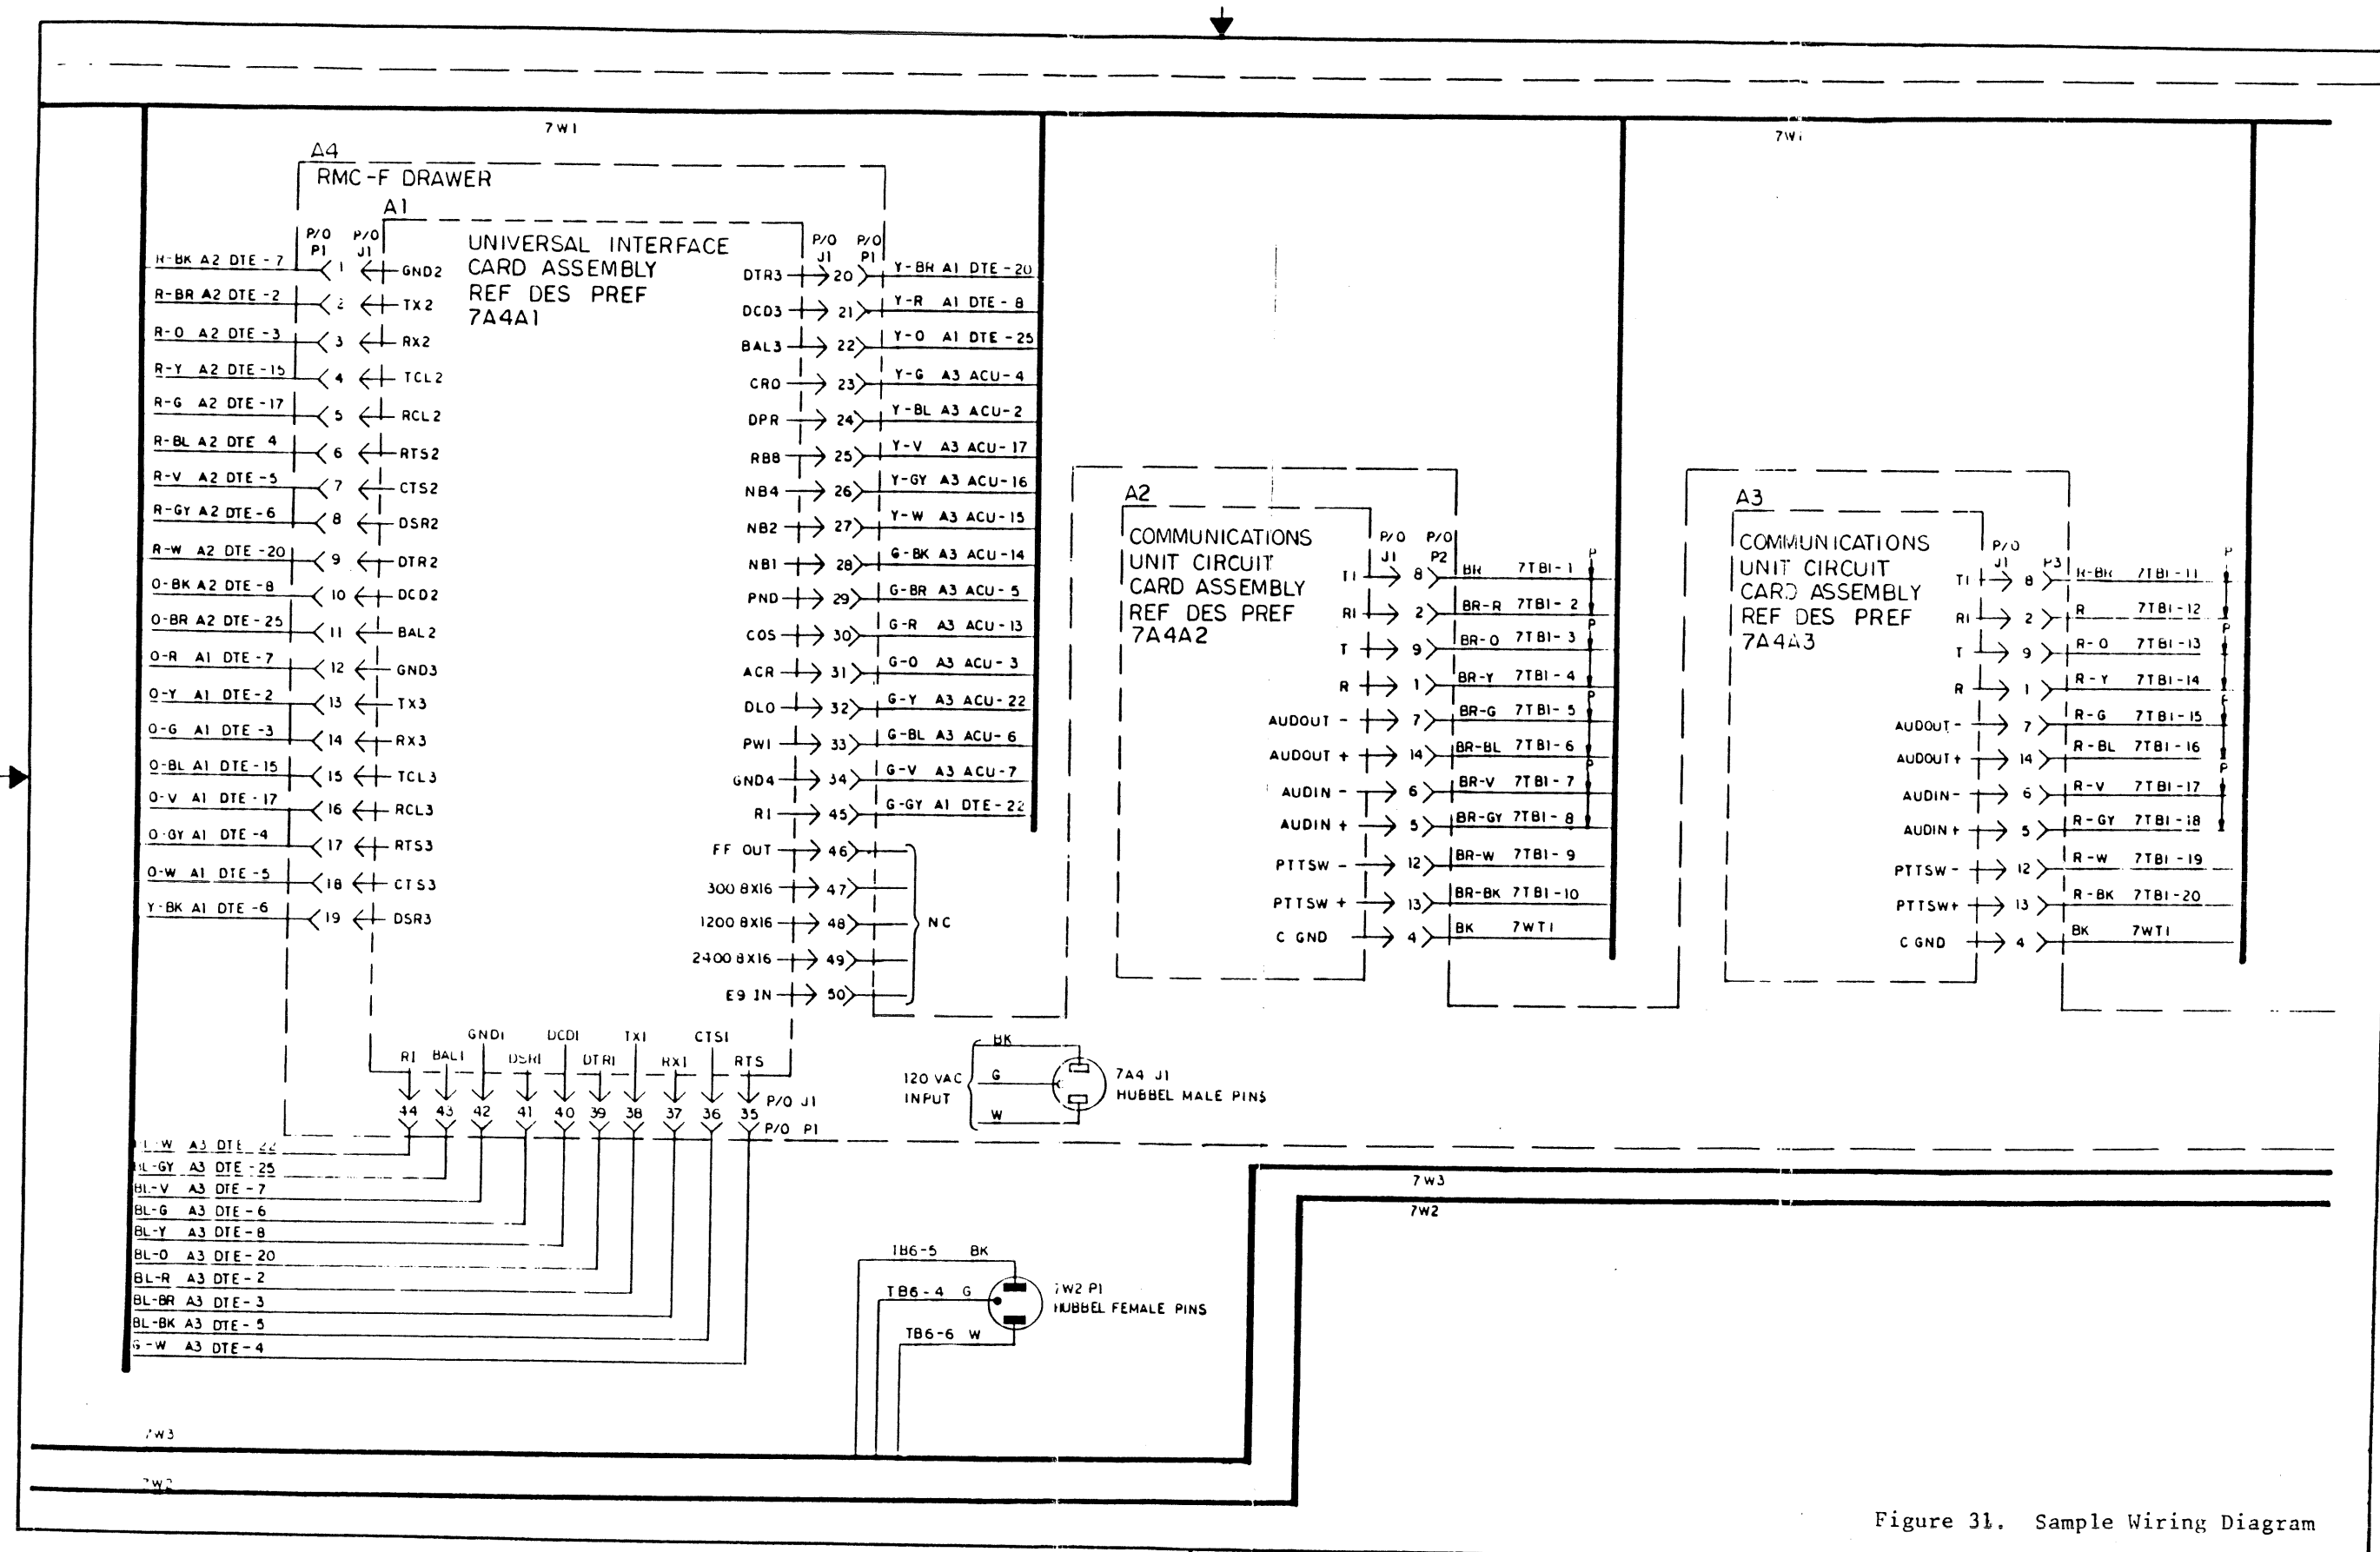 7W1
7W1
A4
RMC-F DRAWER
A1
UNIVERSAL INTERFACE
CARD ASSEMBLY
REF DES PREF
7A4A1
P/O P/O
P1 J1
R-BK A2 DTE-7 1 GND2
R-BR A2 DTE-2 2 TX2
R-O A2 DTE-3 3 RX2
R-Y A2 DTE-15 4 TCL2
R-G A2 DTE-17 5 RCL2
R-BL A2 DTE 4 6 RTS2
R-V A2 DTE-5 7 CTS2
R-GY A2 DTE-6 8 DSR2
R-W A2 DTE-20 9 DTR2
O-BK A2 DTE-8 10 DCD2
O-BR A2 DTE-25 11 BAL2
O-R A1 DTE-7 12 GND3
O-Y A1 DTE-2 13 TX3
O-G A1 DTE-3 14 RX3
O-BL A1 DTE-15 15 TCL3
O-V A1 DTE-17 16 RCL3
O-GY A1 DTE-4 17 RTS3
O-W A1 DTE-5 18 CTS3
Y-BK A1 DTE-6 19 DSR3
P/O P/O
J1 P1
DTR3 20 Y-BR A1 DTE-20
DCD3 21 Y-R A1 DTE-8
BAL3 22 Y-O A1 DTE-25
CRO 23 Y-G A3 ACU-4
DPR 24 Y-BL A3 ACU-2
RB8 25 Y-V A3 ACU-17
NB4 26 Y-GY A3 ACU-16
NB2 27 Y-W A3 ACU-15
NB1 28 G-BK A3 ACU-14
PND 29 G-BR A3 ACU-5
COS 30 G-R A3 ACU-13
ACR 31 G-O A3 ACU-3
DLO 32 G-Y A3 ACU-22
PWI 33 G-BL A3 ACU-6
GND4 34 G-V A3 ACU-7
RI 45 G-GY A1 DTE-22
FF OUT 46
300 8X16 47
1200 8X16 48
2400 8X16 49
E9 IN 50
NC
GND1 DCD1 TX1 CTS1
RI BAL1 DSR1 DTR1 RX1 RTS
P/O J1
44 43 42 41 40 39 38 37 36 35
P/O P1
W A3 DTE 22
BL-GY A3 DTE-25
BL-V A3 DTE-7
BL-G A3 DTE-6
BL-Y A3 DTE-8
BL-O A3 DTE-20
BL-R A3 DTE-2
BL-BR A3 DTE-3
BL-BK A3 DTE-5
G-W A3 DTE-4
A2
COMMUNICATIONS
UNIT CIRCUIT
CARD ASSEMBLY
REF DES PREF
7A4A2
P/O P/O
J1 P2
T1 8 BR 7TB1-1 P
R1 2 BR-R 7TB1-2
T 9 BR-O 7TB1-3 P
R 1 BR-Y 7TB1-4
AUDOUT - 7 BR-G 7TB1-5 P
AUDOUT + 14 BR-BL 7TB1-6
AUDIN - 6 BR-V 7TB1-7 P
AUDIN + 5 BR-GY 7TB1-8
PTTSW - 12 BR-W 7TB1-9
PTTSW + 13 BR-BK 7TB1-10
C GND 4 BK 7WT1
A3
COMMUNICATIONS
UNIT CIRCUIT
CARD ASSEMBLY
REF DES PREF
7A4A3
P/O
J1 P3
T1 8 R-BR 7TB1-11 P
R1 2 R 7TB1-12
T 9 R-O 7TB1-13 P
R 1 R-Y 7TB1-14
AUDOUT - 7 R-G 7TB1-15
AUDOUT + 14 R-BL 7TB1-16
AUDIN - 6 R-V 7TB1-17 P
AUDIN + 5 R-GY 7TB1-18
PTTSW - 12 R-W 7TB1-19
PTTSW+ 13 R-BK 7TB1-20
C GND 4 BK 7WT1
120 VAC
INPUT
BK
G
W
7A4 J1
HUBBEL MALE PINS
7W3
7W2
TB6-5 BK
TB6-4 G
TB6-6 W
7W2 P1
HUBBEL FEMALE PINS
7W3
7W2
Figure 31. Sample Wiring Diagram